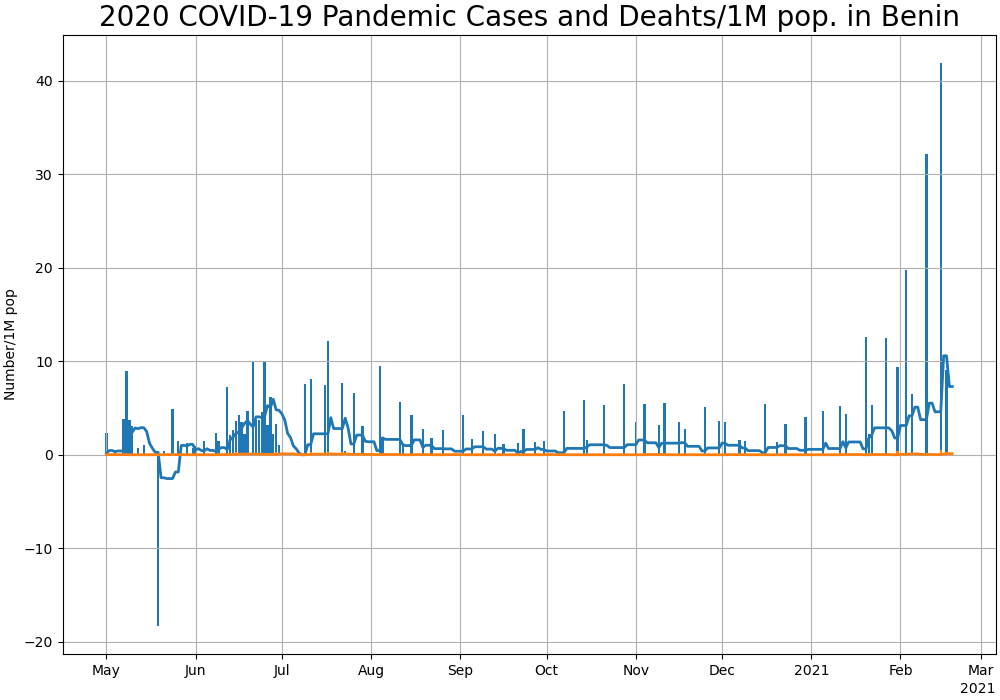 2020 COVID-19 Pandemic Cases and Deahts/1M pop. in Benin
Number/1M pop
40
30
20
10
0
−10
−20
May Jun Jul Aug Sep Oct Nov Dec 2021 Feb Mar
2021